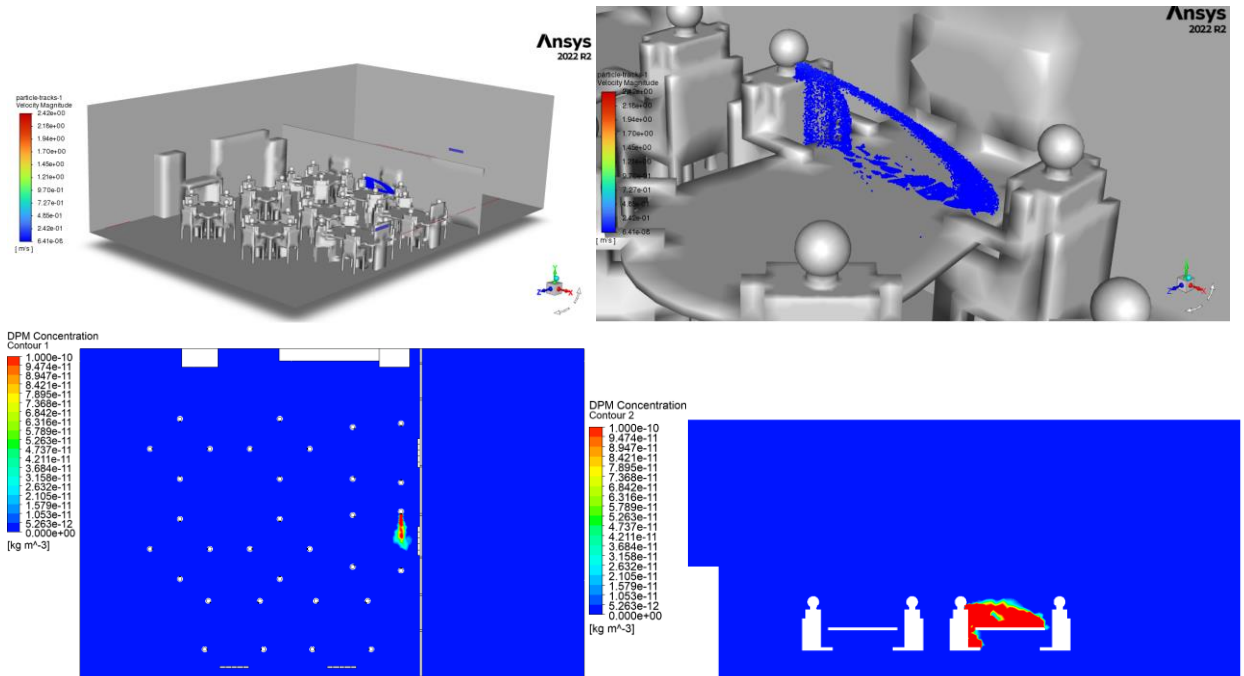 Ansys
2022 R2
particle-tracks-1
Velocity Magnitude
2.42e+00
2.18e+00
1.94e+00
1.70e+00
1.45e+00
1.21e+00
9.70e-01
7.27e-01
4.85e-01
2.42e-01
6.41e-08
[ m/s ]
Y
Z
X
Ansys
2022 R2
particle-tracks-1
Velocity Magnitude
2.18e+00
1.94e+00
1.70e+00
1.45e+00
7.27e-01
4.85e-01
2.42e-01
6.41e-08
[ m/s ]
Y
Z
X
DPM Concentration
Contour 1
1.000e-10
9.474e-11
8.947e-11
8.421e-11
7.895e-11
7.368e-11
6.842e-11
6.316e-11
5.789e-11
5.263e-11
4.737e-11
4.211e-11
3.684e-11
3.158e-11
2.632e-11
2.105e-11
1.579e-11
1.053e-11
5.263e-12
0.000e+00
[kg m^-3]
DPM Concentration
Contour 2
1.000e-10
9.474e-11
8.947e-11
8.421e-11
7.895e-11
7.368e-11
6.842e-11
6.316e-11
5.789e-11
5.263e-11
4.737e-11
4.211e-11
3.684e-11
3.158e-11
2.632e-11
2.105e-11
1.579e-11
1.053e-11
5.263e-12
0.000e+00
[kg m^-3]